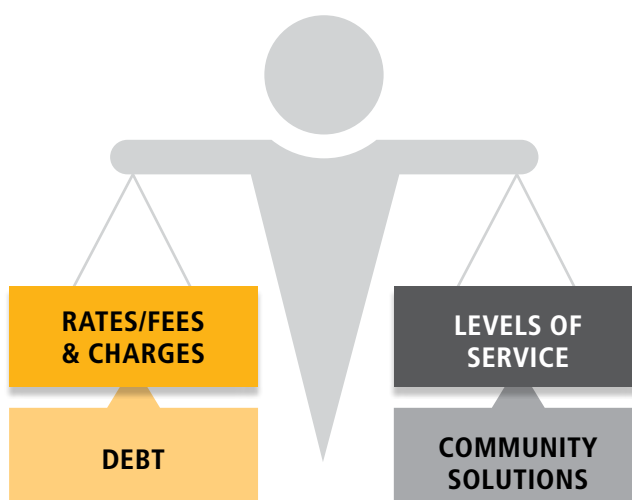 RATES/FEES
& CHARGES
DEBT
LEVELS OF
SERVICE
COMMUNITY
SOLUTIONS